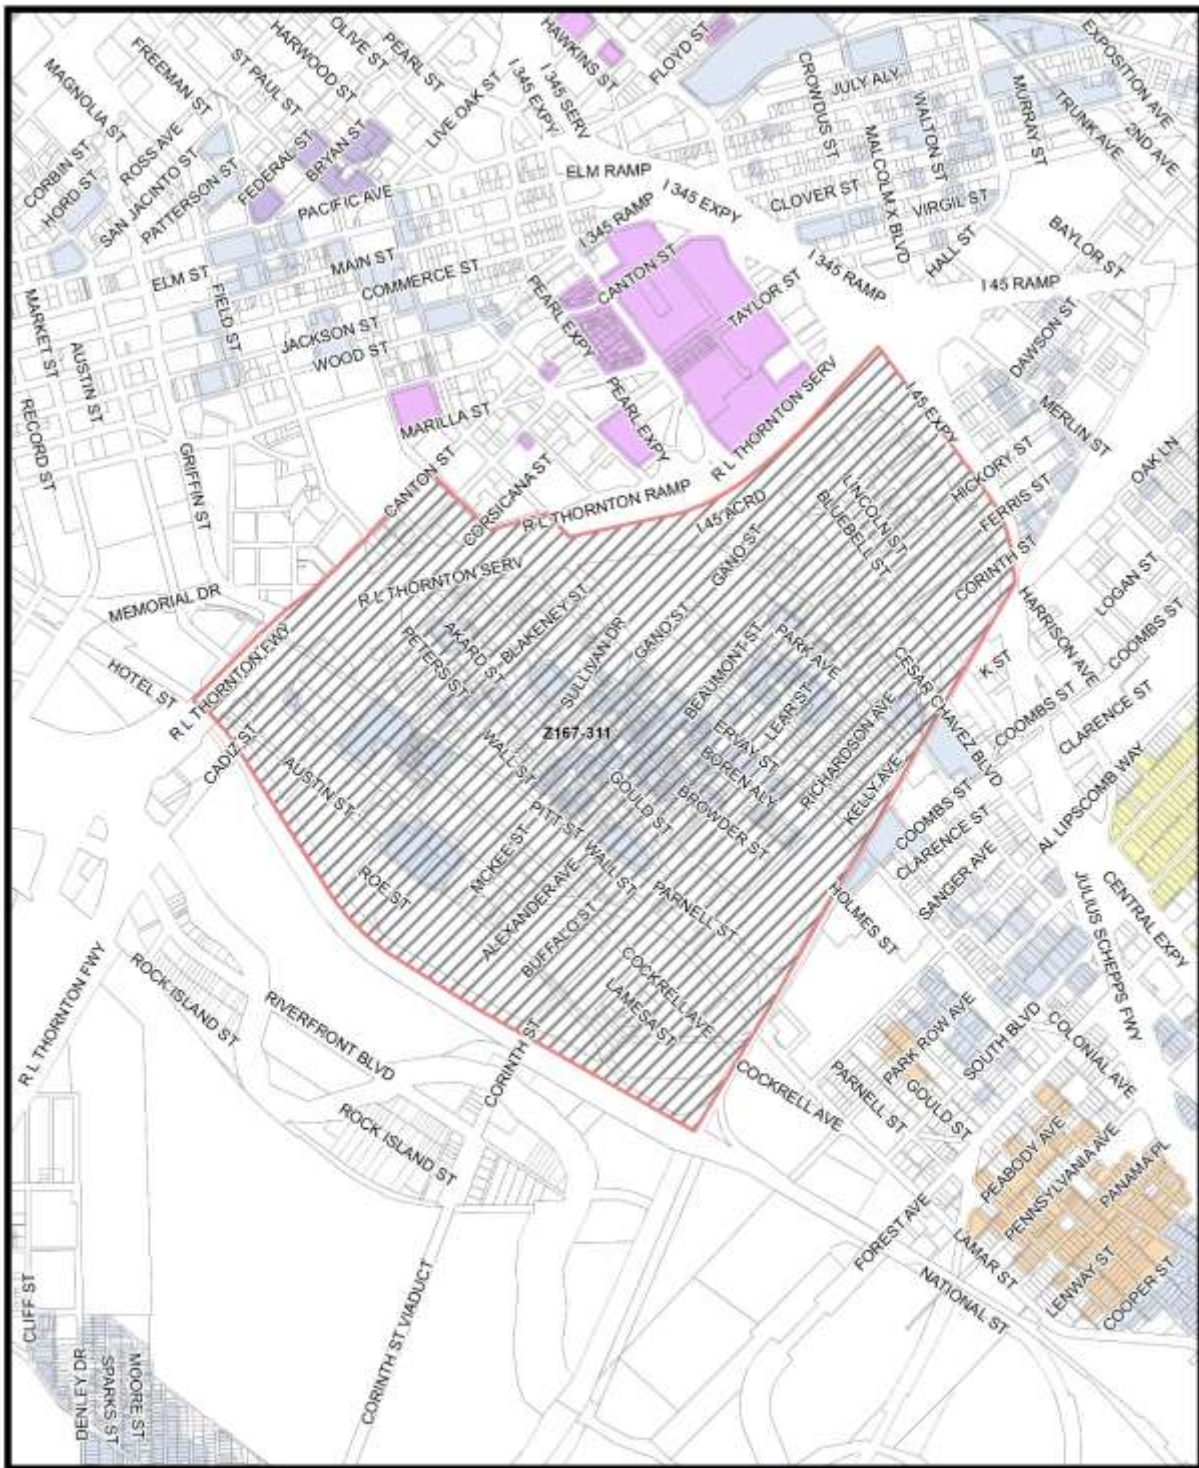 HAWKINS ST
FLOYD ST
EXPOSITION AVE
OLIVE ST
PEARL ST
HARWOOD ST
ST PAUL ST
FREEMAN ST
MAGNOLIA ST
I 345 EXPY
I 345 SERV
CROWDUS ST
JULY ALY
MURRAY ST
TRUNK AVE
2ND AVE
LIVE OAK ST
WALTON ST
MALCOLM X BLVD
ROSS AVE
CORBIN ST
HORD ST
SAN JACINTO ST
PATTERSON ST
FEDERAL ST
BRYAN ST
PACIFIC AVE
ELM RAMP
I 345 EXPY
CLOVER ST
VIRGIL ST
I 345 RAMP
BAYLOR ST
HALL ST
ELM ST
MAIN ST
COMMERCE ST
CANTON ST
I 345 RAMP
I 45 RAMP
TAYLOR ST
PEARL EXPY
FIELD ST
MARKET ST
AUSTIN ST
JACKSON ST
WOOD ST
DAWSON ST
RECORD ST
MARILLA ST
PEARL EXPY
R L THORNTON SERV
I 45 EXPY
MERLIN ST
GRIFFIN ST
CANTON ST
CORSICANA ST
R L THORNTON RAMP
HICKORY ST
OAK LN
FERRIS ST
LINCOLN ST
BLUEBELL ST
I 45 ACRD
GANO ST
CORINTH ST
R L THORNTON SERV
MEMORIAL DR
BLAKENEY ST
LOGAN ST
HARRISON AVE
COOMBS ST
AKARD ST
PETERS ST
SULLIVAN DR
GANO ST
BEAUMONT ST
PARK AVE
K ST
CESAR CHAVEZ BLVD
HOTEL ST
R L THORNTON FWY
LEAR ST
COOMBS ST
CLARENCE ST
Z167-311
ERVAY ST
RICHARDSON AVE
CADIZ ST
WALL ST
BOREN ALY
KELLY AVE
AUSTIN ST
GOULD ST
BROWDER ST
AL LIPSCOMB WAY
COOMBS ST
CLARENCE ST
PITT ST
MCKEE ST
WALL ST
SANGER AVE
ROE ST
ALEXANDER AVE
PARNELL ST
HOLMES ST
JULIUS SCHEPPS FWY
CENTRAL EXPY
BUFFALO ST
COCKRELL AVE
LAMESA ST
R L THORNTON FWY
ROCK ISLAND ST
RIVERFRONT BLVD
CORINTH ST
PARK ROW AVE
SOUTH BLVD
COLONIAL AVE
COCKRELL AVE
PARNELL ST
GOULD ST
ROCK ISLAND ST
PEABODY AVE
PENNSYLVANIA AVE
PANAMA PL
FOREST AVE
LAMAR ST
NATIONAL ST
LENWAY ST
COOPER ST
CLIFF ST
CORINTH ST VIADUCT
DENLEY DR
SPARKS ST
MOORE ST